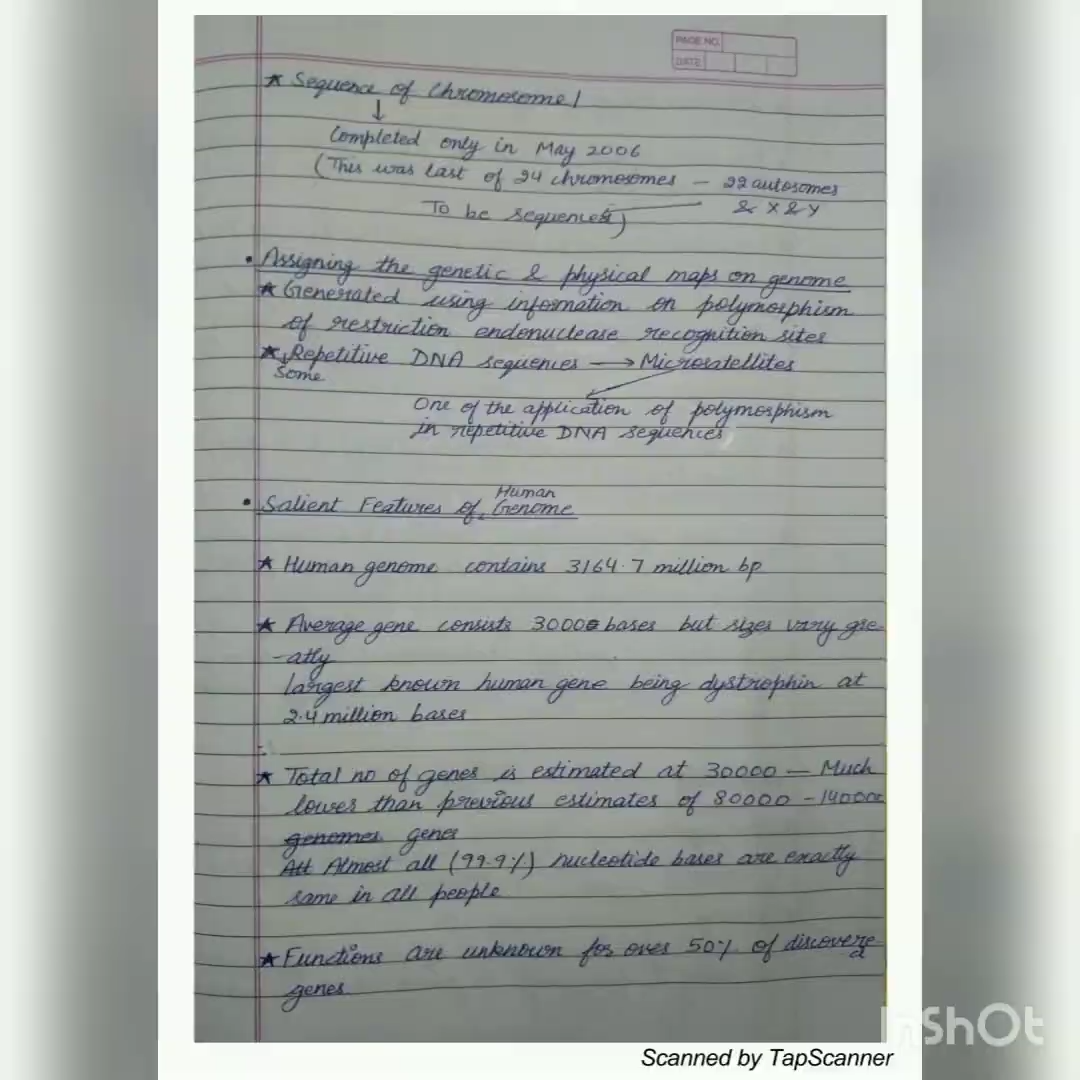 PAGE NO.
DATE
★ Sequence of Chromosome 1
↓
Completed only in May 2006
(This was last of 24 chromosomes – 22 autosomes
& X & Y
To be sequences)
• Assigning the genetic & physical maps on genome
★ Generated using information on polymorphism
of restriction endonuclease recognition sites
★ Repetitive DNA sequences → Microsatellites
Some
One of the application of polymorphism
in repetitive DNA sequences
Human
• Salient Features of Genome
★ Human genome contains 3164.7 million bp
★ Average gene consists 3000 bases but sizes vary gre-
-atly
largest known human gene being dystrophin at
2.4 million bases
★ Total no of genes is estimated at 30000 – Much
lower than previous estimates of 80000 – 140000
genomes genes
All Almost all (99.9%) nucleotide bases are exactly
same in all people
★ Functions are unknown for over 50% of discovere
d
genes
InShOt
Scanned by TapScanner